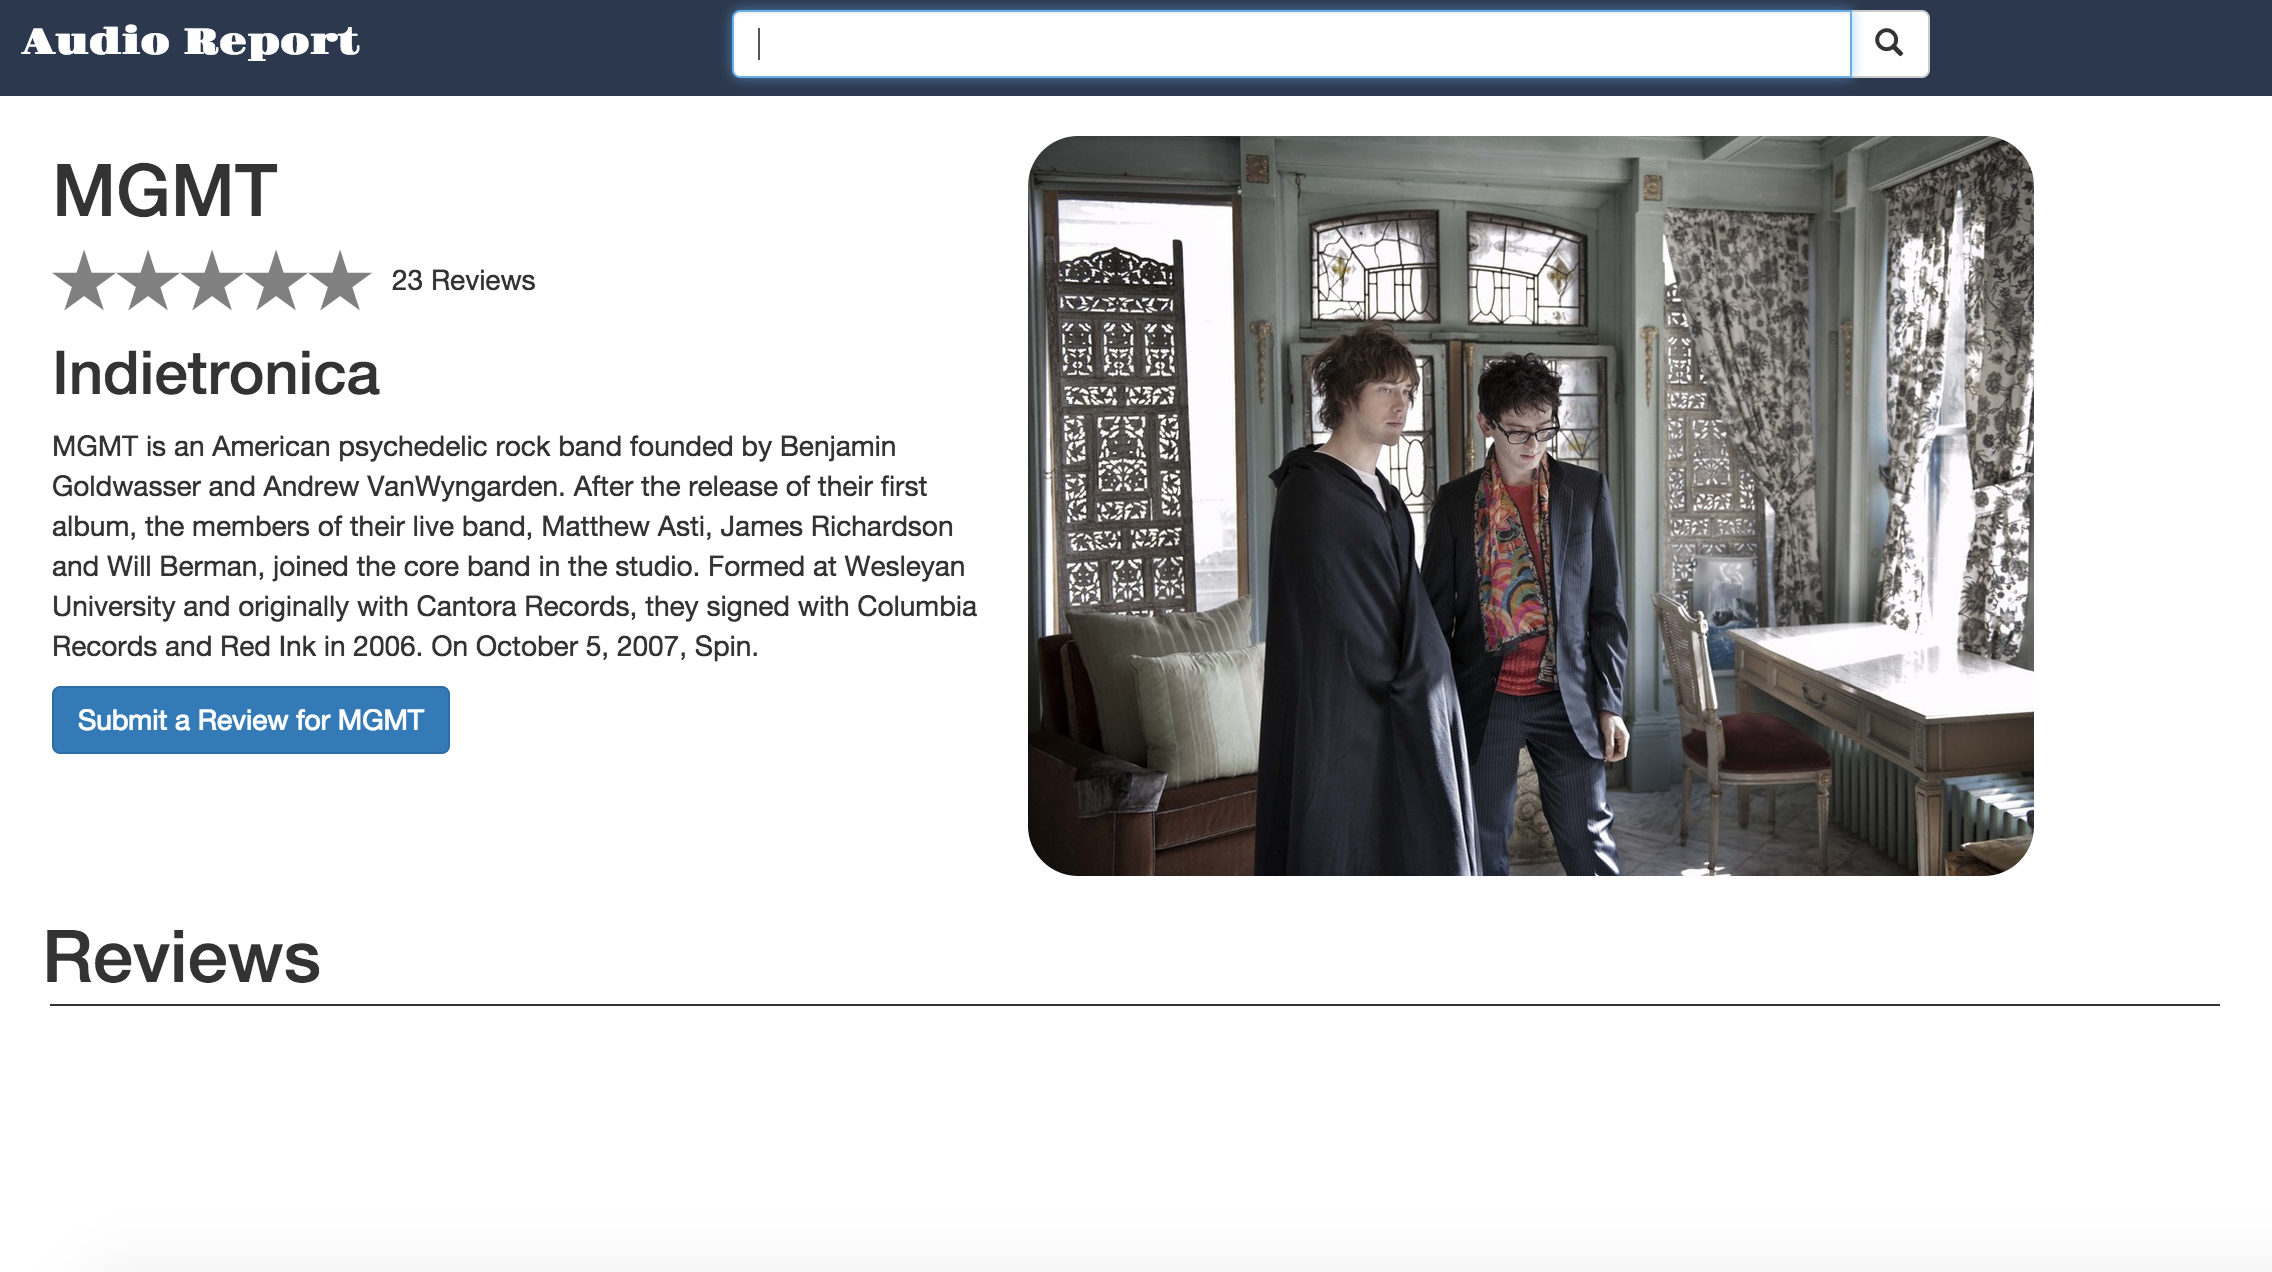 Audio Report
MGMT
23 Reviews
Indietronica
MGMT is an American psychedelic rock band founded by Benjamin
Goldwasser and Andrew VanWyngarden. After the release of their first
album, the members of their live band, Matthew Asti, James Richardson
and Will Berman, joined the core band in the studio. Formed at Wesleyan
University and originally with Cantora Records, they signed with Columbia
Records and Red Ink in 2006. On October 5, 2007, Spin.
Submit a Review for MGMT
Reviews